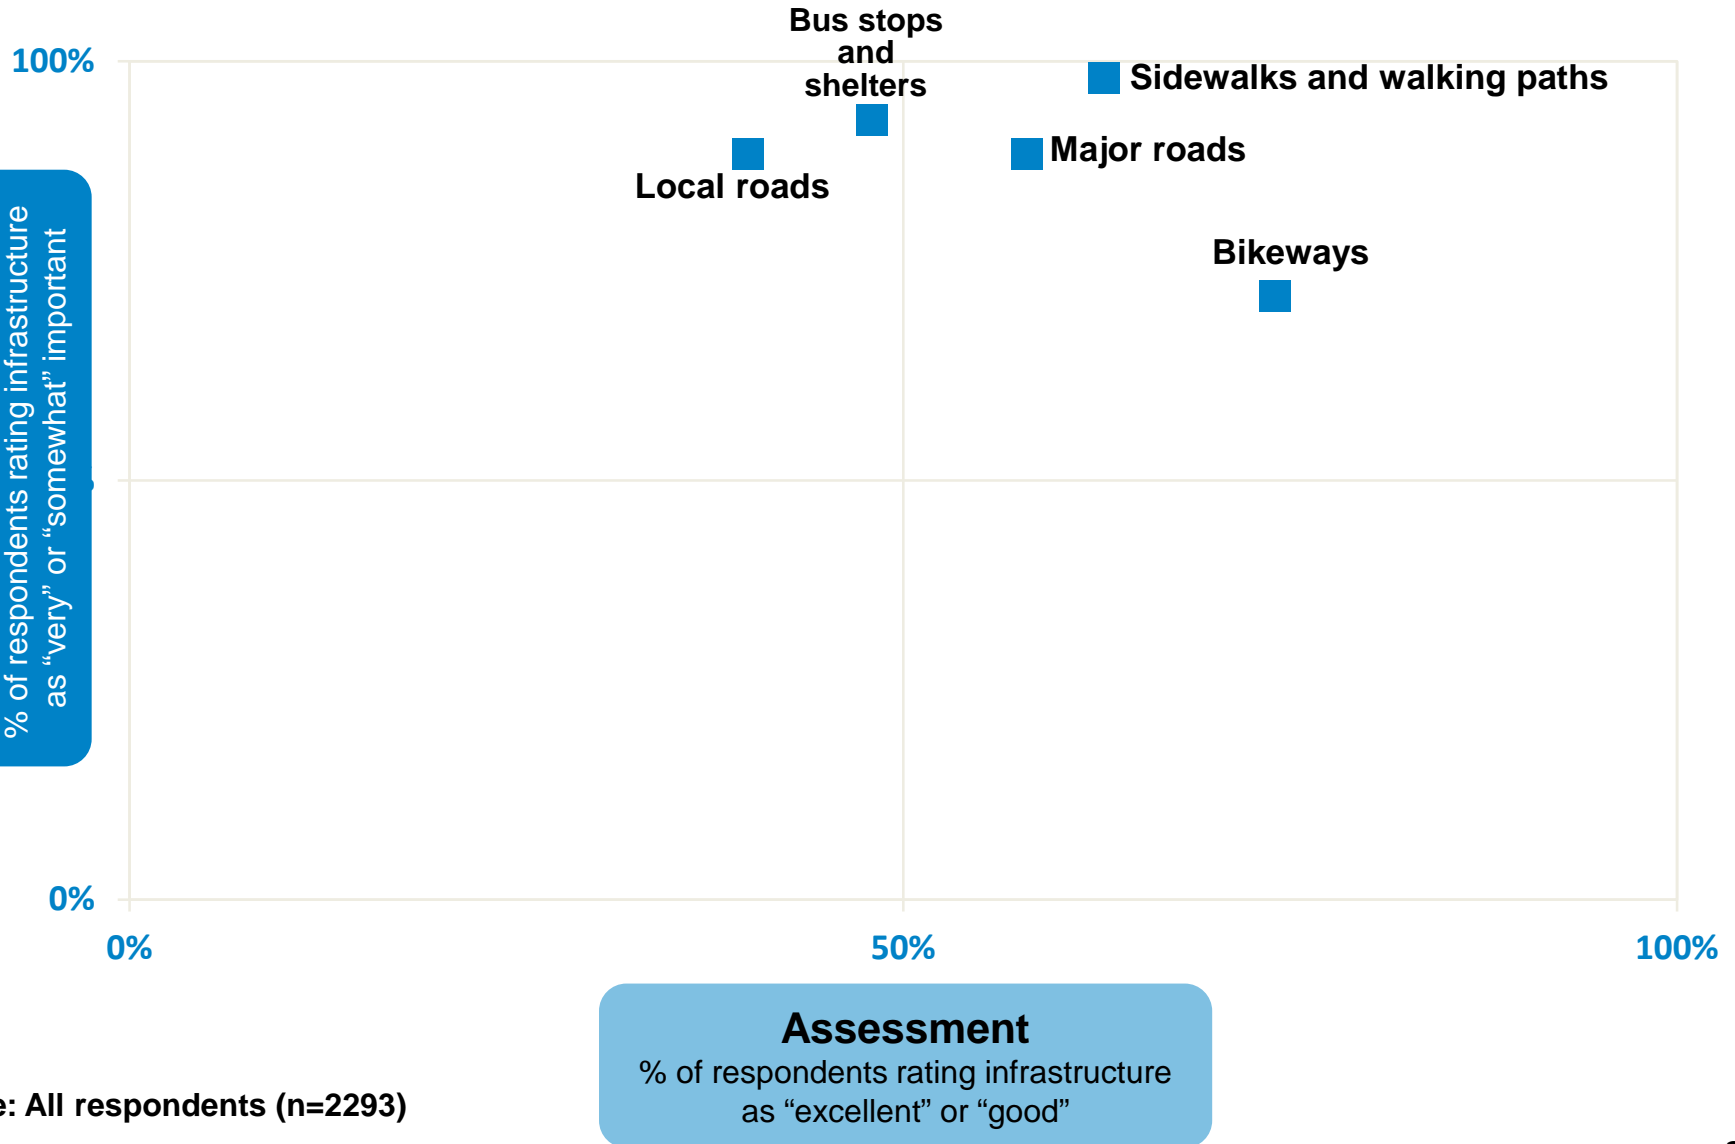 Bus stops
and
shelters
100%
Sidewalks and walking paths
Major roads
Local roads
Bikeways
% of respondents rating infrastructure
as “very” or “somewhat” important
0%
0%
50%
100%
Assessment
% of respondents rating infrastructure
as “excellent” or “good”
All respondents (n=2293)